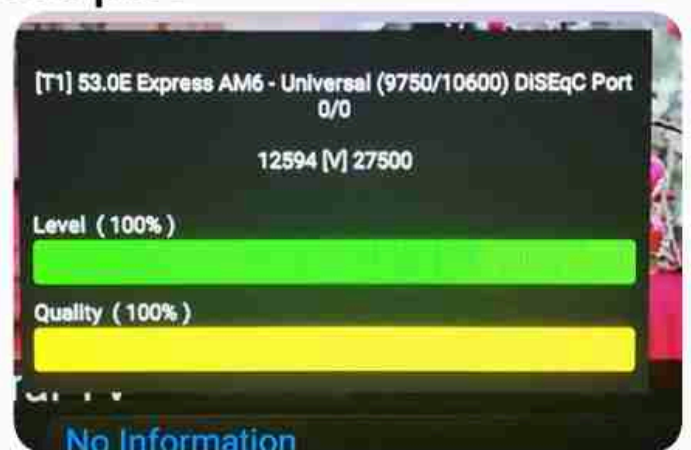 [T1] 53.0E Express AM6 - Universal (9750/10600) DiSEqC Port
0/0
12594 [V] 27500
Level ( 100% )
Quality ( 100% )
TV
No Information